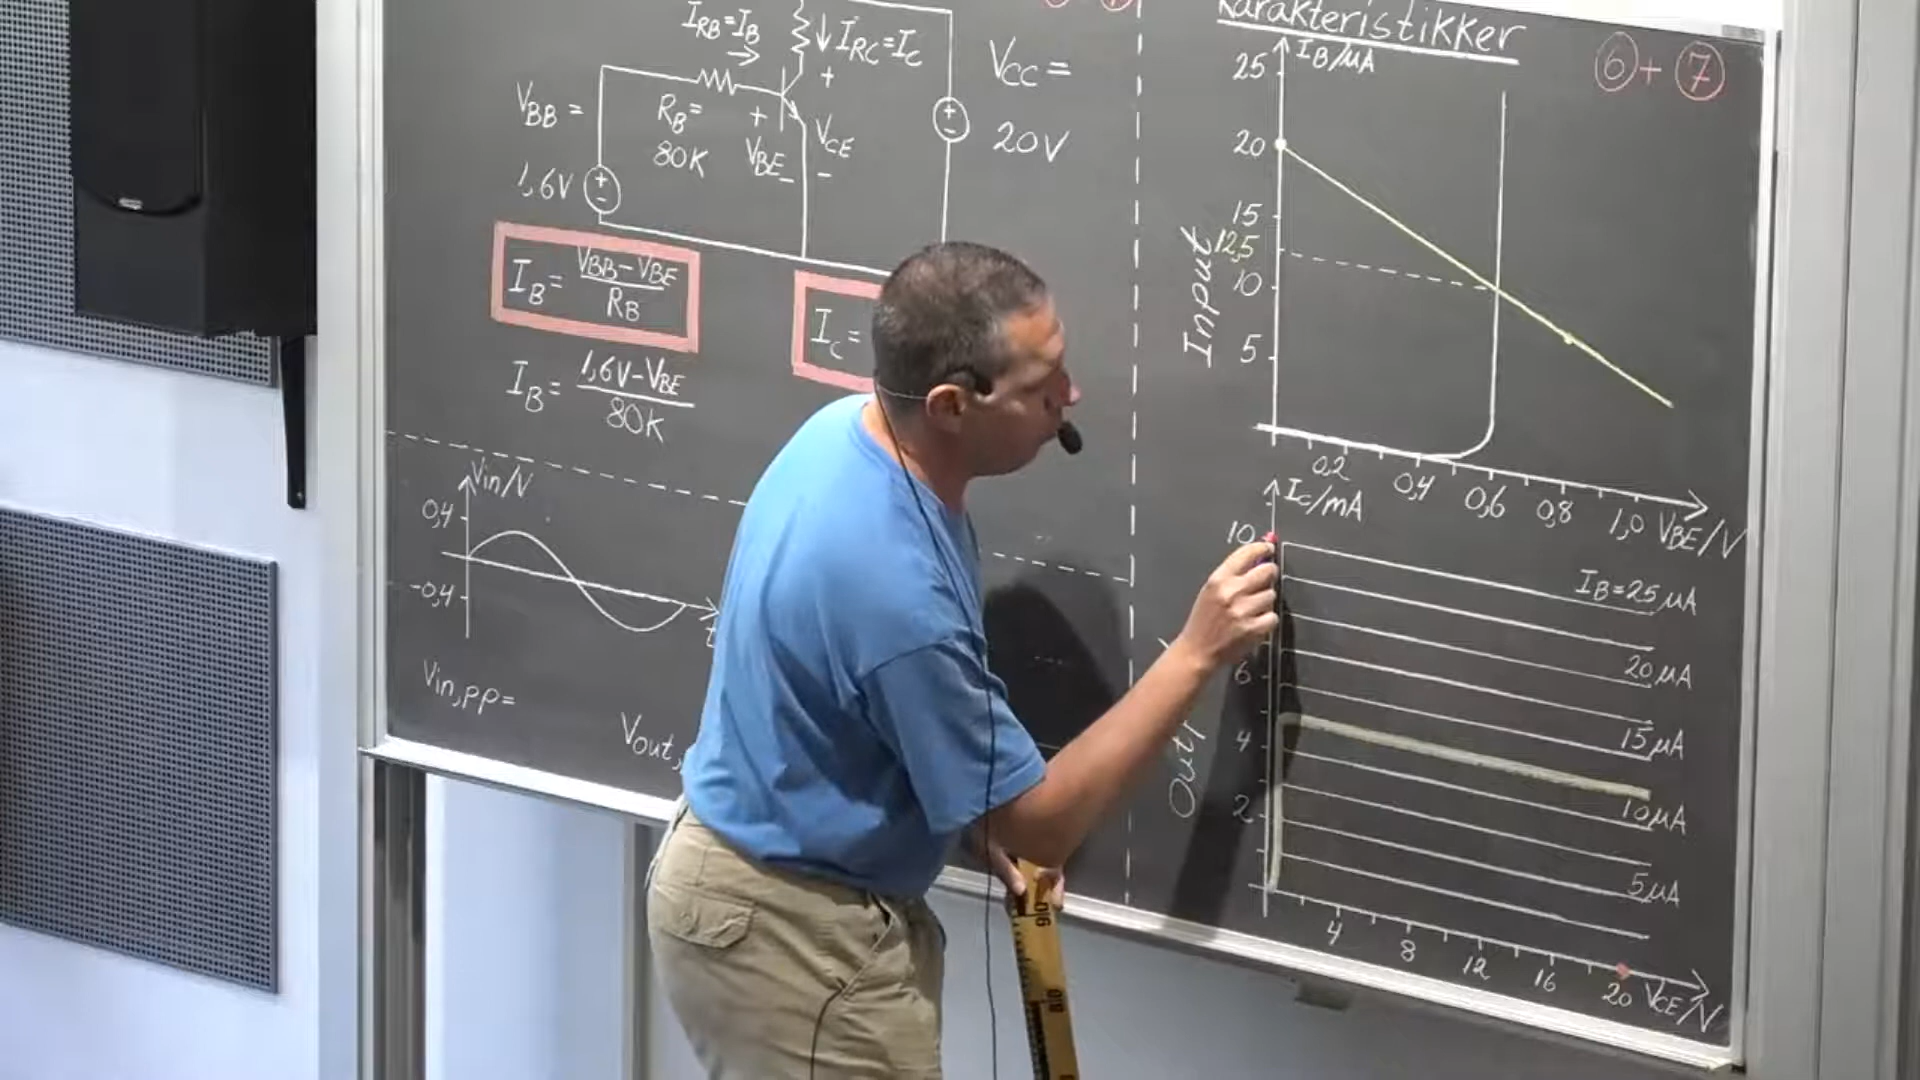 I_RB=I_B
I_RC=I_C
V_BB=
1,6V
R_B=
80K
V_BE
V_CE
V_CC=
20V
I_B= (V_BB-V_BE)/R_B
I_C=
I_B= (1,6V-V_BE)/80K
Vin/V
0,4
-0,4
t
Vin,pp=
Vout,
Karakteristikker
6+7
Input
I_B/μA
25
20
15
12,5
10
5
0,2 0,4 0,6 0,8 1,0 V_BE/V
I_C/mA
10
6
4
2
I_B=25μA
20μA
15μA
10μA
5μA
4 8 12 16 20 V_CE/V